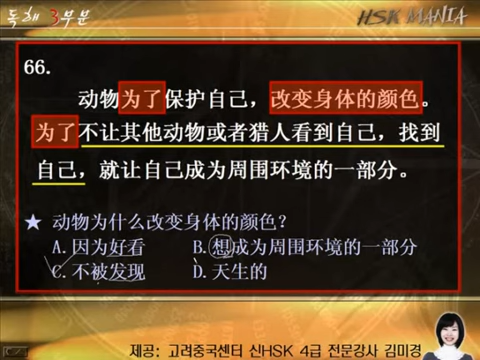 독해 3부분
HSK MANIA
66.
动物为了保护自己，改变身体的颜色。
为了不让其他动物或者猎人看到自己，找到
自己，就让自己成为周围环境的一部分。
★ 动物为什么改变身体的颜色？
A.因为好看 B.想成为周围环境的一部分
C.不被发现 D.天生的
제공: 고려중국센터 신HSK 4급 전문강사 김미경